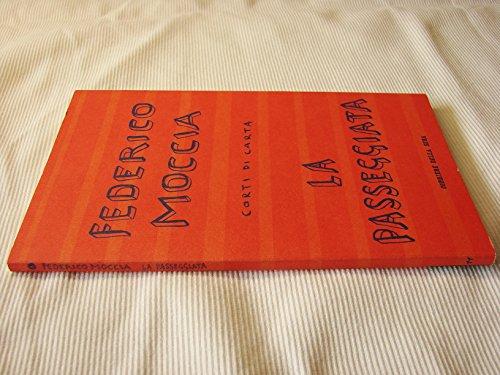 FEDERICO
MOCCIA
CORTI DI CARTA
LA
PASSEGGIATA
CORRIERE DELLA SERA
FEDERICO MOCCIA LA PASSEGGIATA